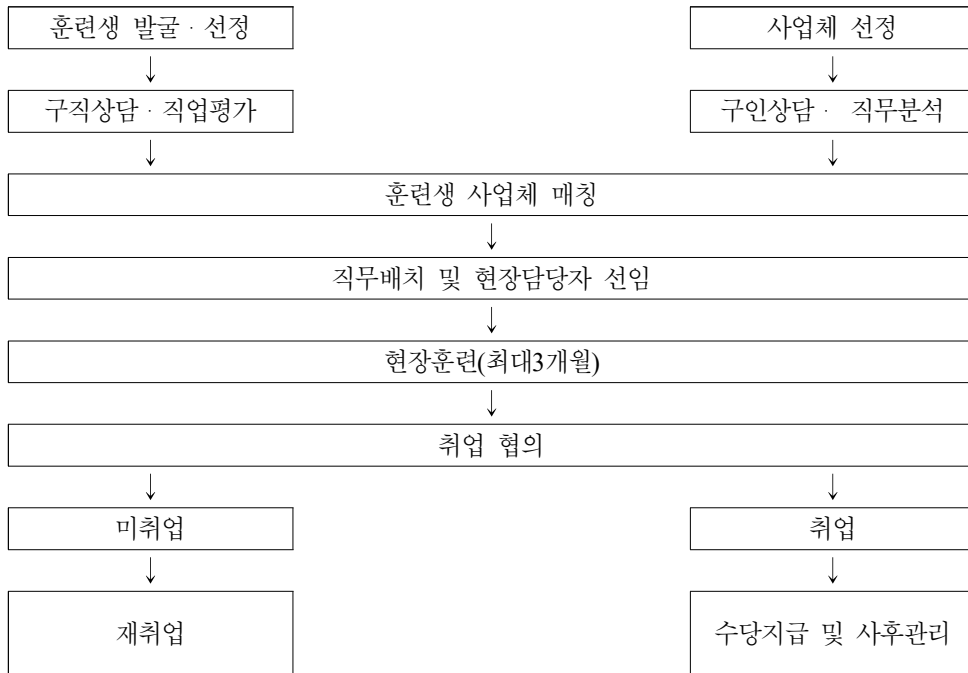 훈련생 발굴 · 선정
사업체 선정
↓
↓
구직상담 · 직업평가
구인상담 · 직무분석
↓
↓
훈련생 사업체 매칭
↓
직무배치 및 현장담당자 선임
↓
현장훈련(최대3개월)
↓
취업 협의
↓
↓
미취업
취업
↓
↓
재취업
수당지급 및 사후관리